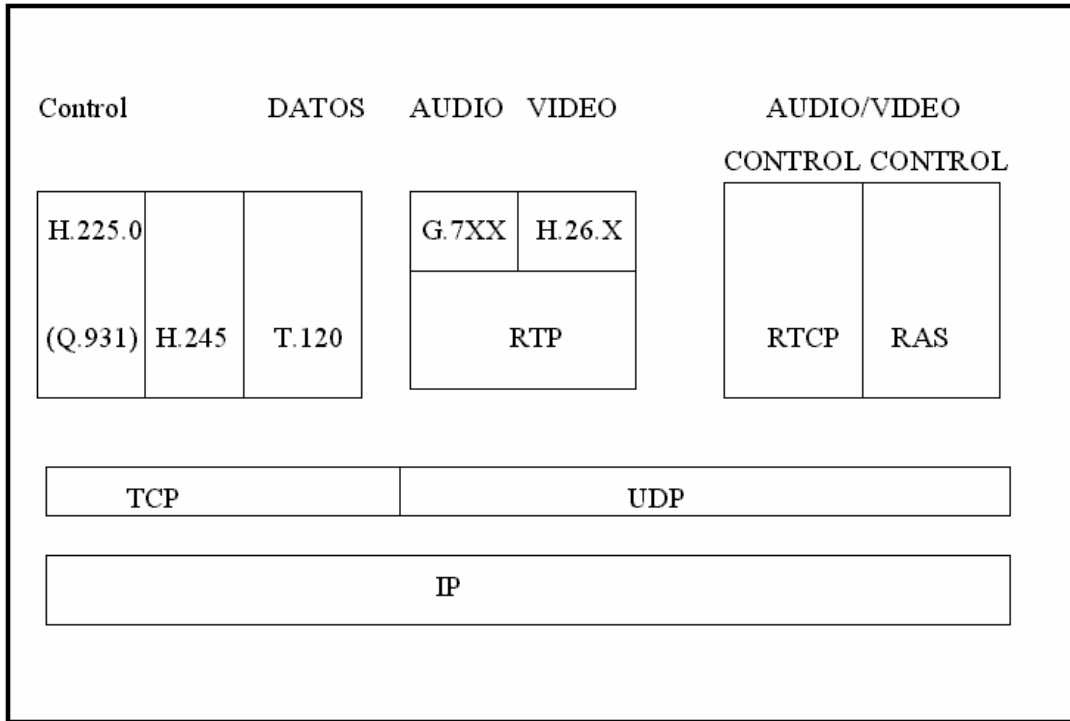 Control DATOS AUDIO VIDEO AUDIO/VIDEO
CONTROL CONTROL
H.225.0 G.7XX H.26.X
(Q.931) H.245 T.120 RTP RTCP RAS
TCP UDP
IP